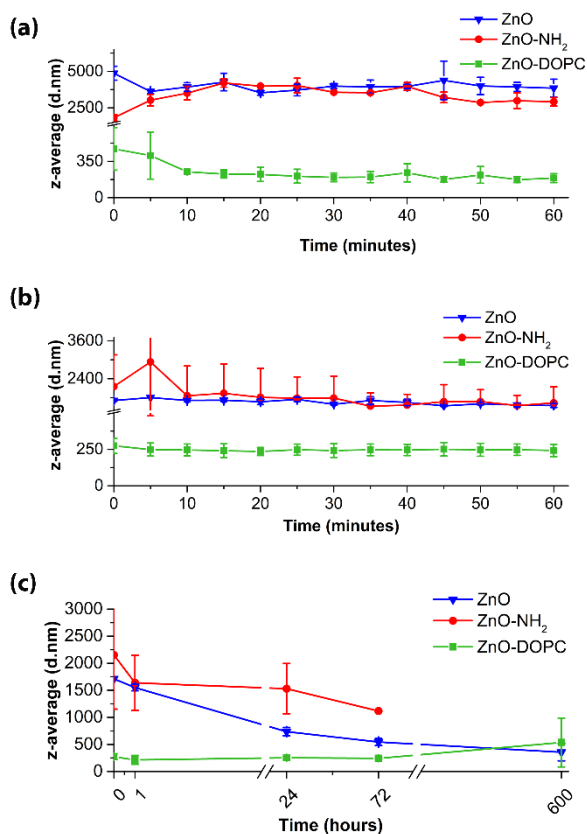 (a)
ZnO
ZnO-NH₂
ZnO-DOPC
z-average (d.nm)
5000
2500
350
0
0 10 20 30 40 50 60
Time (minutes)
(b)
ZnO
ZnO-NH₂
ZnO-DOPC
z-average (d.nm)
3600
2400
250
0
0 10 20 30 40 50 60
Time (minutes)
(c)
ZnO
ZnO-NH₂
ZnO-DOPC
z-average (d.nm)
3000
2500
2000
1500
1000
500
0
0 1 24 72 600
Time (hours)